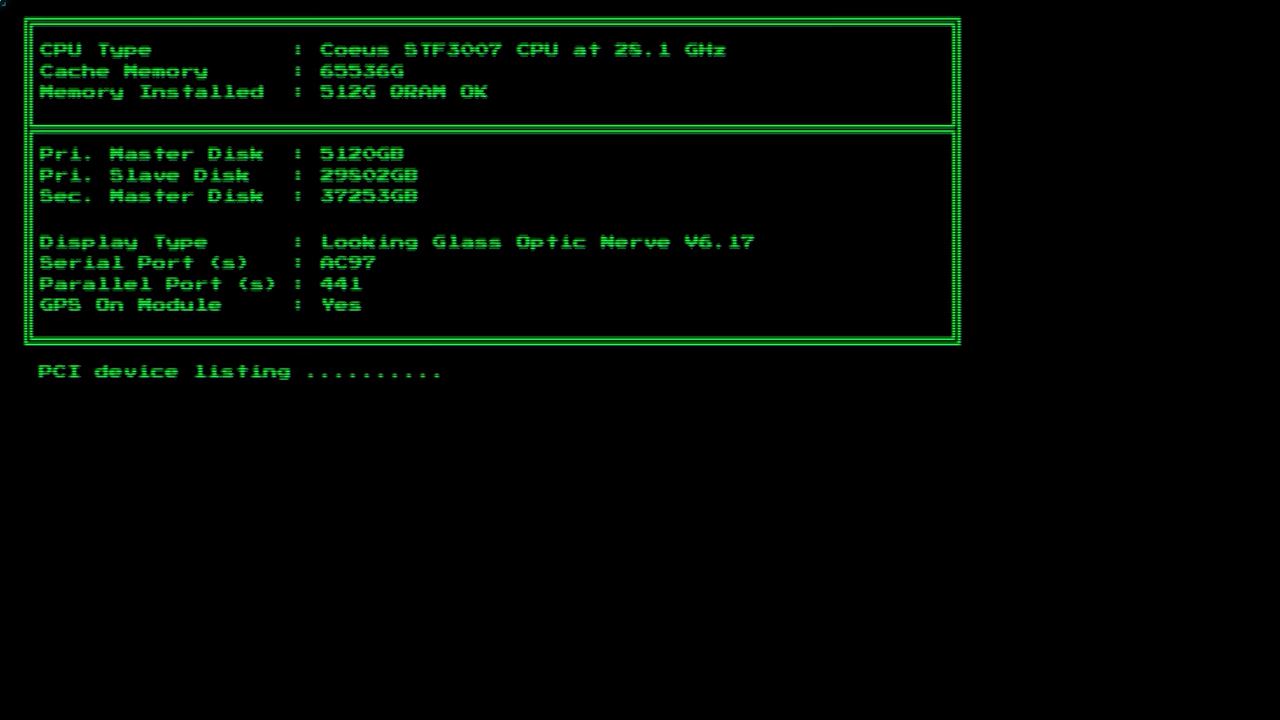 CPU Type : Coeus STF3007 CPU at 25.1 GHz
Cache Memory : 65536G
Memory Installed : 512G QRAM OK
Pri. Master Disk : 5120GB
Pri. Slave Disk : 29802GB
Sec. Master Disk : 37253GB
Display Type : Looking Glass Optic Nerve V6.17
Serial Port (s) : AC97
Parallel Port (s) : 441
GPS On Module : Yes
PCI device listing ..........